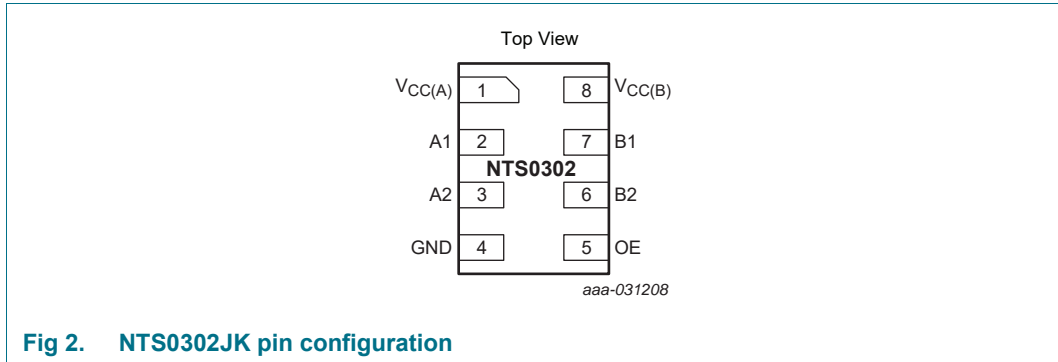 Top View
VCC(A) 1 8 VCC(B)
A1 2 7 B1
NTS0302
A2 3 6 B2
GND 4 5 OE
aaa-031208
Fig 2. NTS0302JK pin configuration